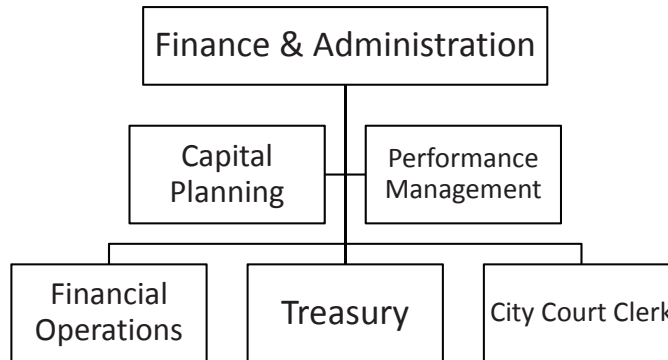 Finance & Administration
Capital
Planning
Performance
Management
Financial
Operations
Treasury
City Court Clerk